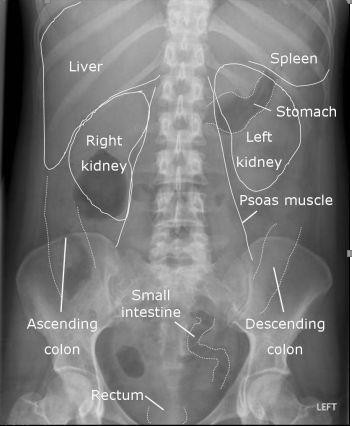 Liver
Spleen
Stomach
Right
kidney
Left
kidney
Psoas muscle
Small
intestine
Ascending
colon
Descending
colon
Rectum
LEFT